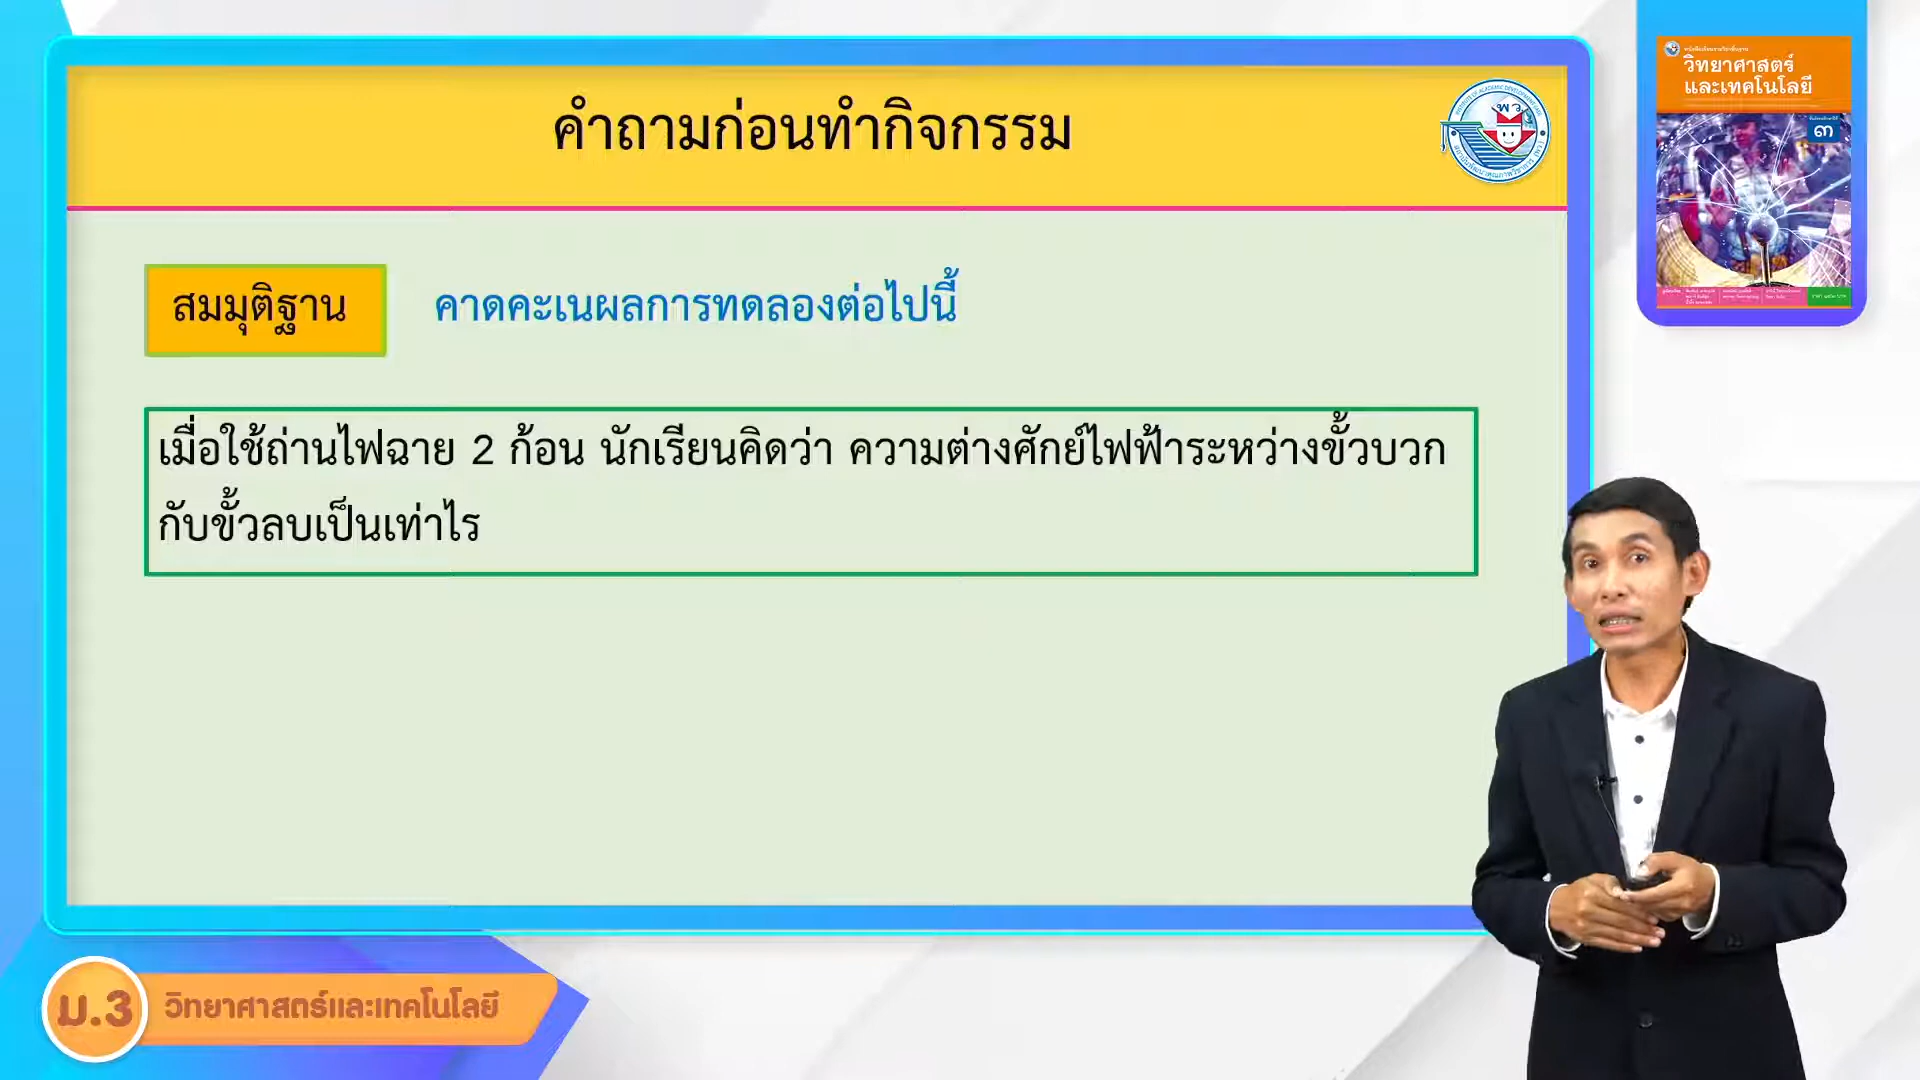 คำถามก่อนทำกิจกรรม
วิทยาศาสตร์
และเทคโนโลยี
๓
พว.
สมมุติฐาน
คาดคะเนผลการทดลองต่อไปนี้
เมื่อใช้ถ่านไฟฉาย 2 ก้อน นักเรียนคิดว่า ความต่างศักย์ไฟฟ้าระหว่างขั้วบวก
กับขั้วลบเป็นเท่าไร
ม.3
วิทยาศาสตร์และเทคโนโลยี